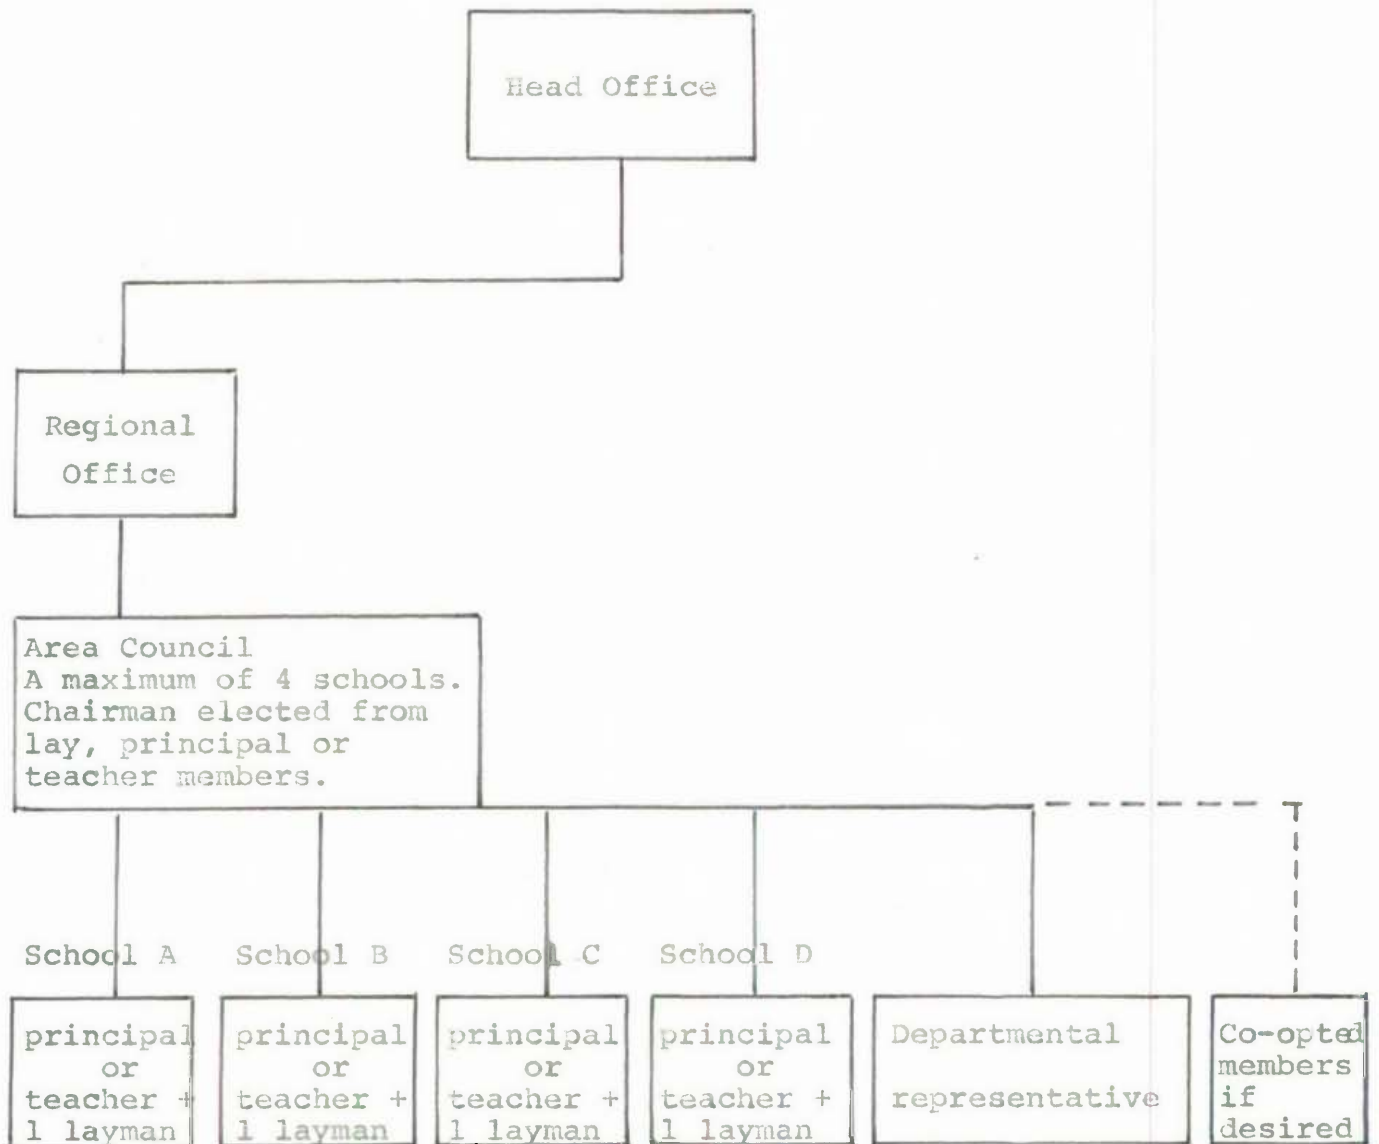 Head Office
Regional
Office
Area Council
A maximum of 4 schools.
Chairman elected from
lay, principal or
teacher members.
School A
School B
School C
School D
principal
or
teacher +
1 layman
principal
or
teacher +
1 layman
principal
or
teacher +
1 layman
principal
or
teacher +
1 layman
Departmental
representative
Co-opted
members
if
desired